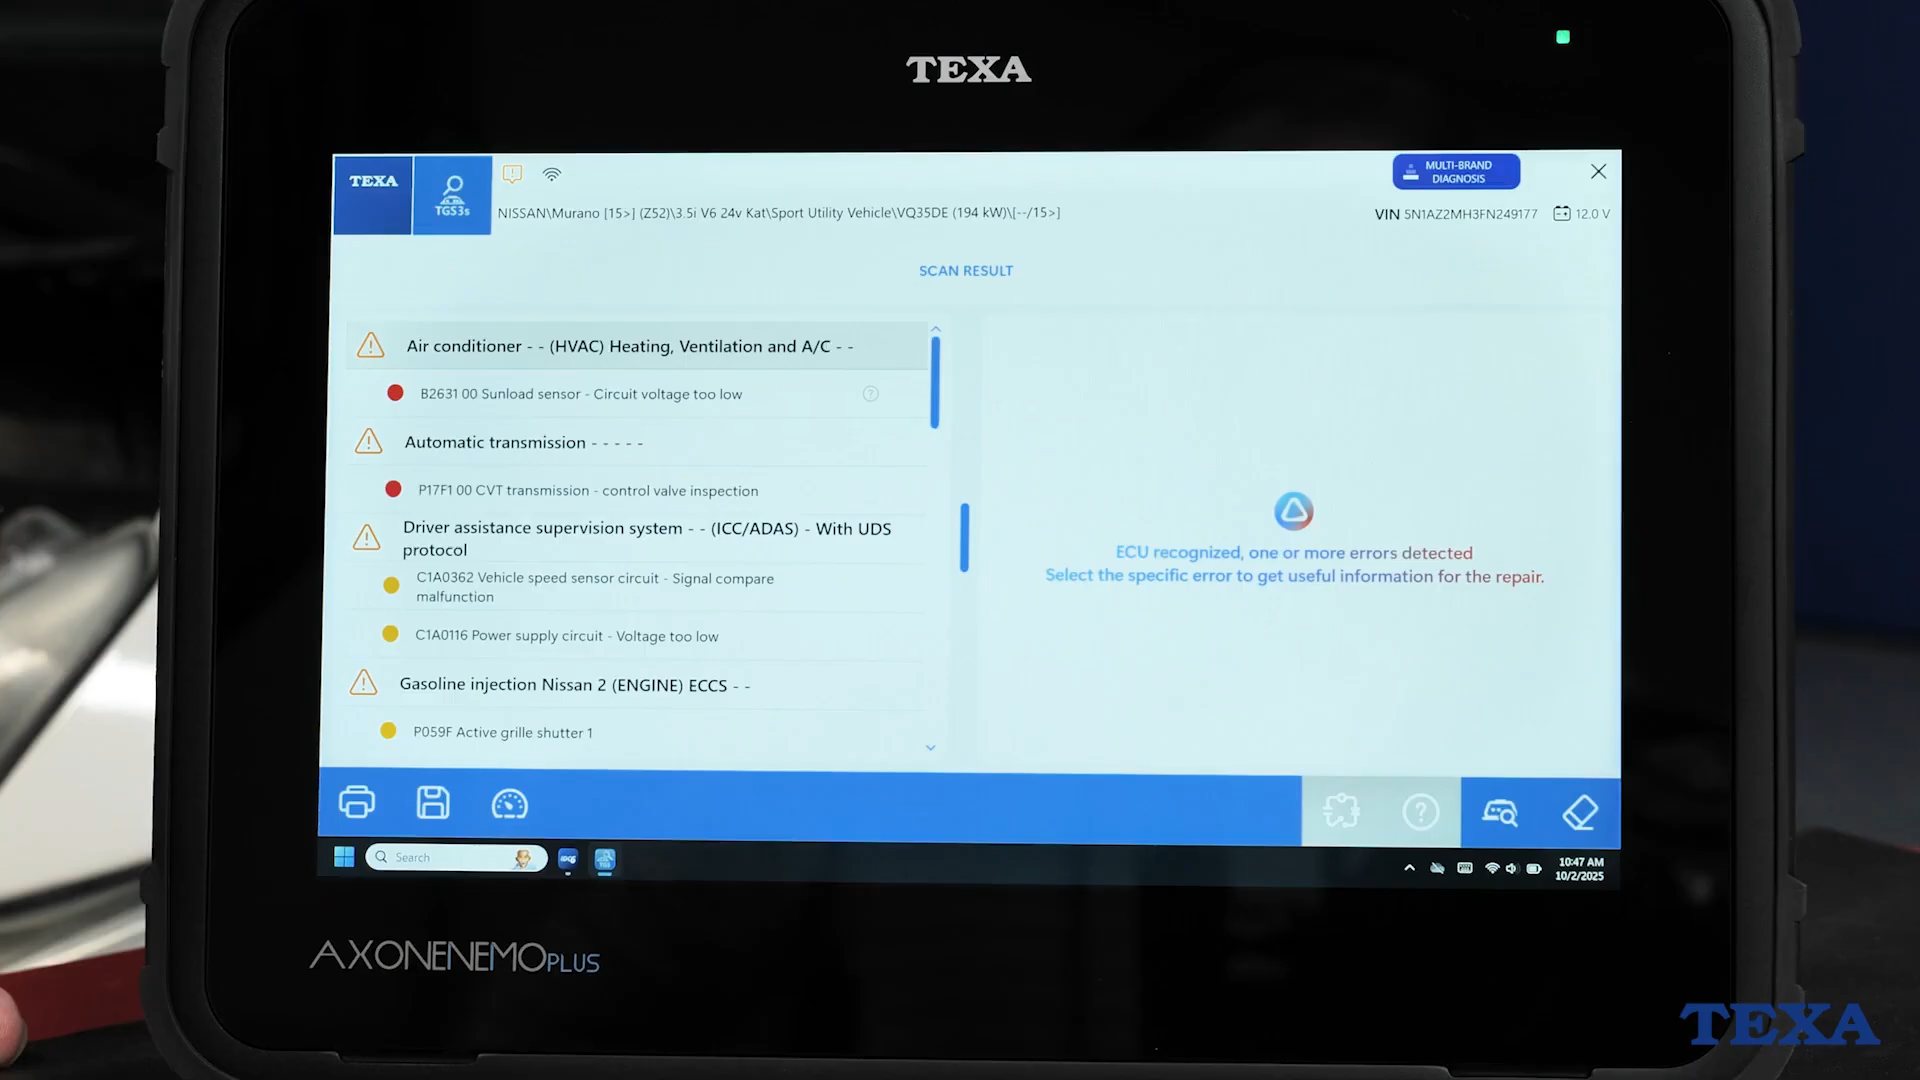 TEXA
TEXA
TGS3s
MULTI-BRAND
DIAGNOSIS
NISSAN\Murano [15>] (Z52)\3.5i V6 24v Kat\Sport Utility Vehicle\VQ35DE (194 kW)\[--/15>]
VIN 5N1AZ2MH3FN249177 12.0 V
SCAN RESULT
Air conditioner - - (HVAC) Heating, Ventilation and A/C - -
B2631 00 Sunload sensor - Circuit voltage too low
Automatic transmission - - - - -
P17F1 00 CVT transmission - control valve inspection
Driver assistance supervision system - - (ICC/ADAS) - With UDS
protocol
C1A0362 Vehicle speed sensor circuit - Signal compare
malfunction
C1A0116 Power supply circuit - Voltage too low
Gasoline injection Nissan 2 (ENGINE) ECCS - -
P059F Active grille shutter 1
ECU recognized, one or more errors detected
Select the specific error to get useful information for the repair.
Search
IDC6
10:47 AM
10/2/2025
AXONENEMOPLUS
TEXA